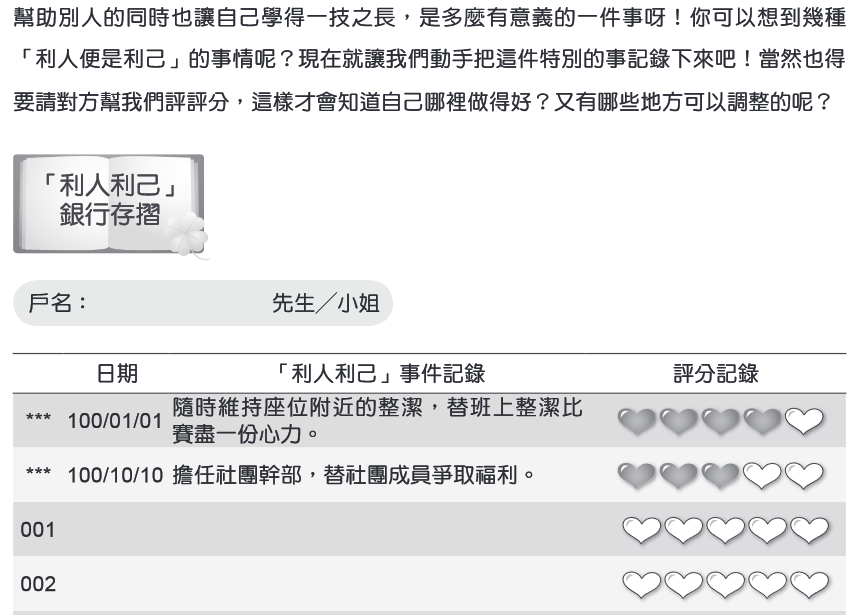 幫助別人的同時也讓自己學得一技之長，是多麼有意義的一件事呀！你可以想到幾種
「利人便是利己」的事情呢？現在就讓我們動手把這件特別的事記錄下來吧！當然也得
要請對方幫我們評評分，這樣才會知道自己哪裡做得好？又有哪些地方可以調整的呢？
「利人利己」
銀行存摺
戶名： 先生／小姐
日期 「利人利己」事件記錄 評分記錄
*** 100/01/01 隨時維持座位附近的整潔，替班上整潔比
賽盡一份心力。
*** 100/10/10 擔任社團幹部，替社團成員爭取福利。
001
002